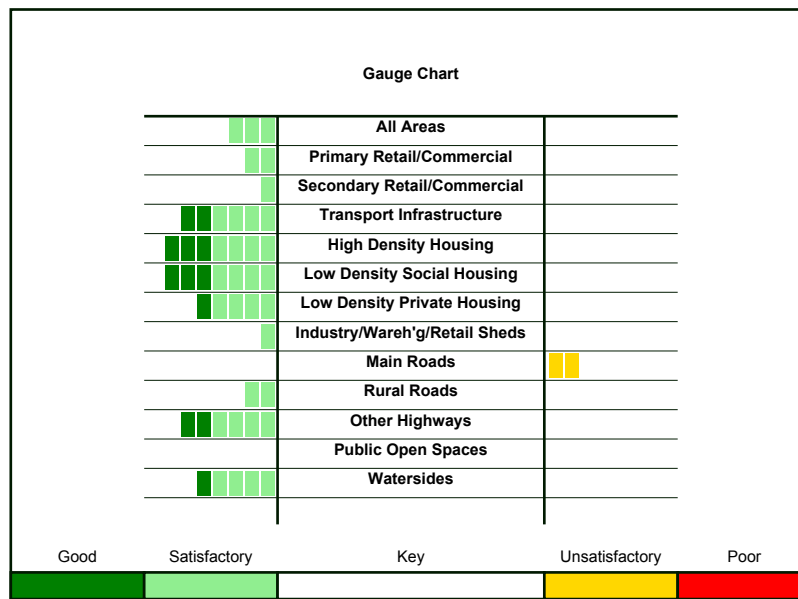 Gauge Chart
All Areas
Primary Retail/Commercial
Secondary Retail/Commercial
Transport Infrastructure
High Density Housing
Low Density Social Housing
Low Density Private Housing
Industry/Wareh'g/Retail Sheds
Main Roads
Rural Roads
Other Highways
Public Open Spaces
Watersides
Good Satisfactory Key Unsatisfactory Poor